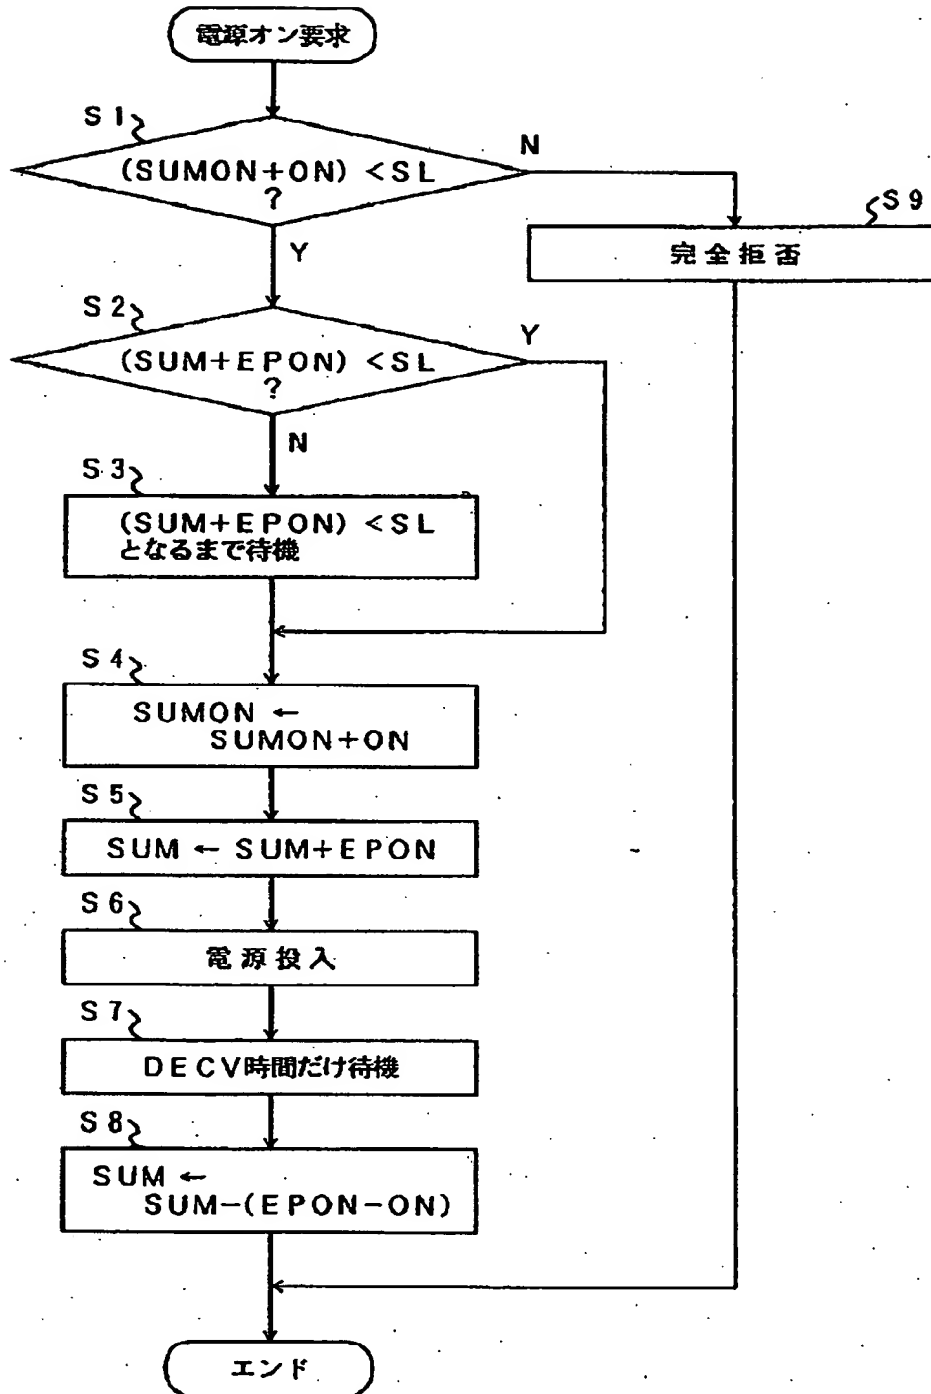 電源オン要求
S1
(SUMON+ON) <SL
?
N
Y
S9
完全拒否
S2
(SUM+EPON) <SL
?
Y
N
S3
(SUM+EPON) <SL
となるまで待機
S4
SUMON ←
SUMON+ON
S5
SUM ← SUM+EPON
S6
電源投入
S7
DECV時間だけ待機
S8
SUM ←
SUM-(EPON-ON)
エンド